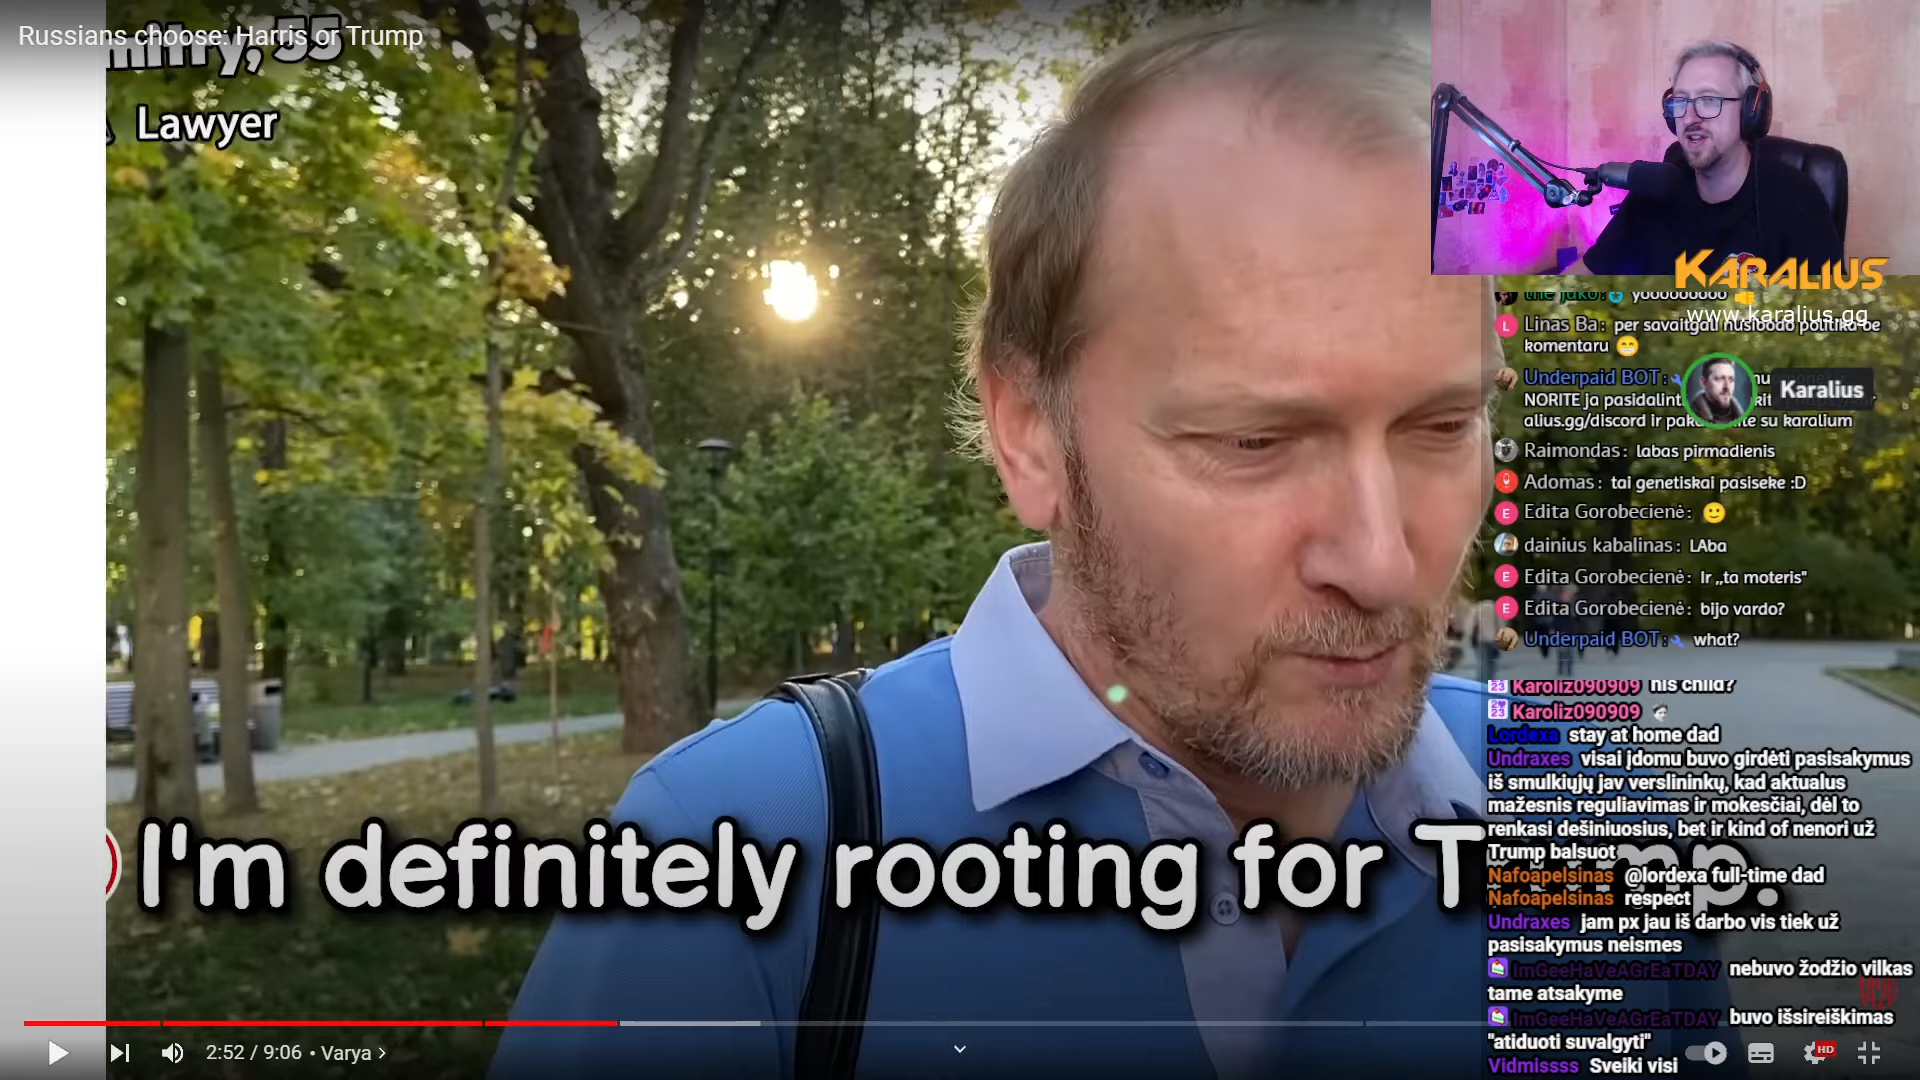 Russians choose: Harris or Trump
Lawyer
KARALIUS
www.karalius.gg
yooooooooo
Linas Ba: per savaitgali nusibodo politika be
komentaru 😁
Underpaid BOT:
NORITE ja pasidalint
alius.gg/discord ir su karalium
Karalius
Raimondas: labas pirmadienis
Adomas: tai genetiskai pasiseke :D
Edita Gorobecienė: 🙂
dainius kabalinas: LAba
Edita Gorobecienė: Ir „ta moteris"
Edita Gorobecienė: bijo vardo?
Underpaid BOT: what?
Karoliz090909 his child?
Karoliz090909
Lordexa stay at home dad
Undraxes visai įdomu buvo girdėti pasisakymus
iš smulkiųjų jav verslininkų, kad aktualus
mažesnis reguliavimas ir mokesčiai, dėl to
renkasi dešiniuosius, bet ir kind of nenori už
Trump balsuot
Nafoapelsinas @lordexa full-time dad
Nafoapelsinas respect
Undraxes jam px jau iš darbo vis tiek už
pasisakymus neismes
ImGeeHaVeAGrEaTDAY nebuvo žodžio vilkas
tame atsakyme
ImGeeHaVeAGrEaTDAY buvo išsireiškimas
"atiduoti suvalgyti"
Vidmissss Sveiki visi
I'm definitely rooting for Trump.
2:52 / 9:06 • Varya
HD